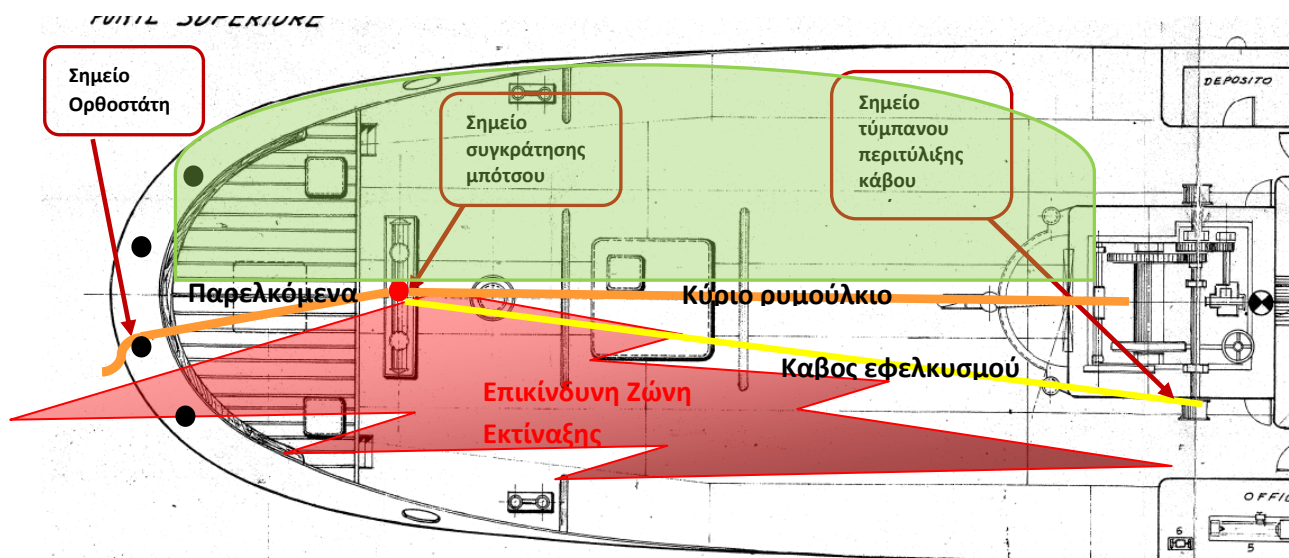 PONTE SUPERIORE
Σημείο
Ορθοστάτη
Σημείο
συγκράτησης
μπότσου
Σημείο
τύμπανου
περιτύλιξης
κάβου
DEPOSITO
Παρελκόμενα
Κύριο ρυμούλκιο
Καβος εφελκυσμού
Επικίνδυνη Ζώνη
Εκτίναξης
OFFI
6
5
F